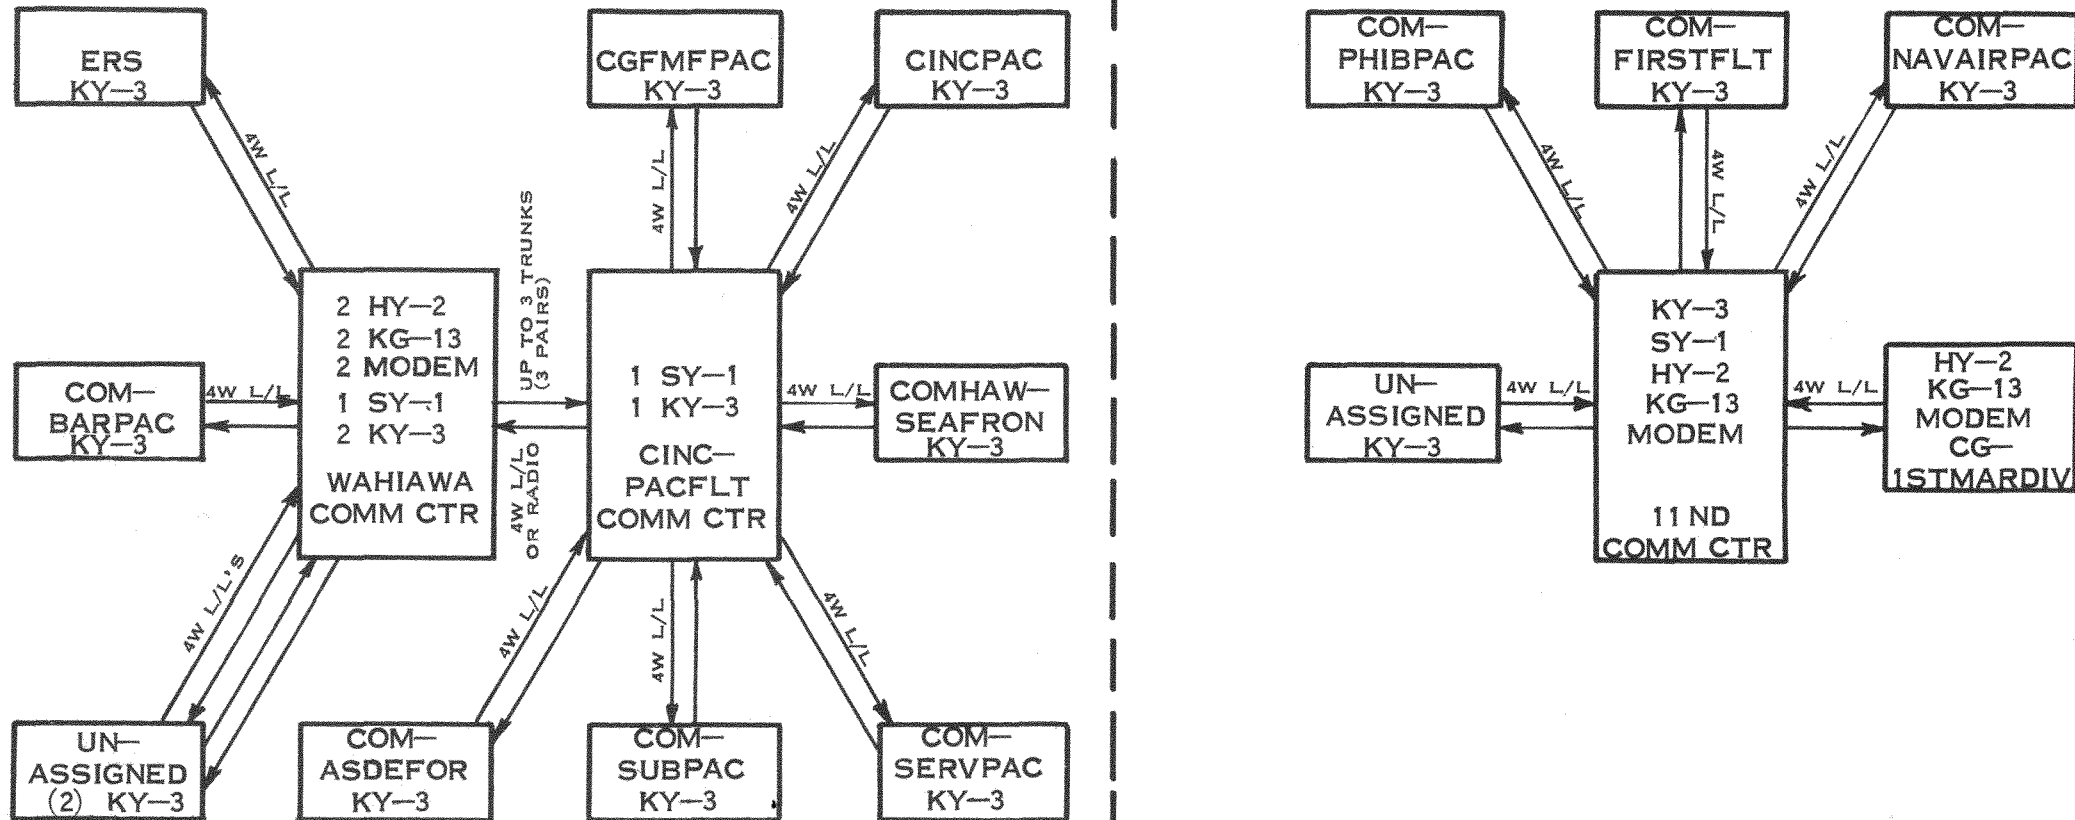 ERS
KY—3
CGFMFPAC
KY—3
CINCPAC
KY—3
4W L/L
4W L/L
4W L/L
2 HY—2
2 KG—13
2 MODEM
1 SY—1
2 KY—3
WAHIAWA
COMM CTR
UP TO 3 TRUNKS
(3 PAIRS)
4W L/L
OR RADIO
1 SY—1
1 KY—3
CINC—
PACFLT
COMM CTR
COM—
BARPAC
KY—3
4W L/L
4W L/L
COMHAW—
SEAFRON
KY—3
4W L/L'S
4W L/L
4W L/L
4W L/L
UN—
ASSIGNED
(2) KY—3
COM—
ASDEFOR
KY—3
COM—
SUBPAC
KY—3
COM—
SERVPAC
KY—3
COM—
PHIBPAC
KY—3
COM—
FIRSTFLT
KY—3
COM—
NAVAIRPAC
KY—3
4W L/L
4W L/L
4W L/L
UN—
ASSIGNED
KY—3
4W L/L
KY—3
SY—1
HY—2
KG—13
MODEM
11 ND
COMM CTR
4W L/L
HY—2
KG—13
MODEM
CG—
1STMARDIV